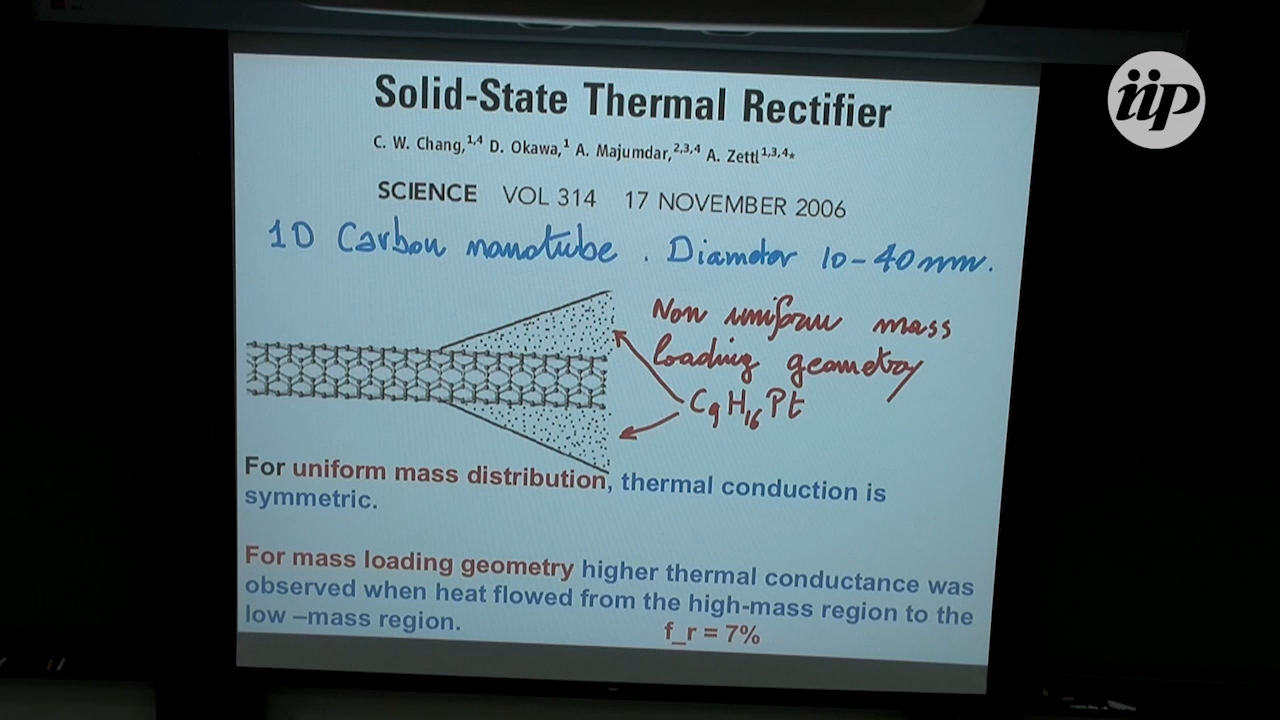 iip
Solid-State Thermal Rectifier
C. W. Chang,1,4 D. Okawa,1 A. Majumdar,2,3,4 A. Zettl1,3,4*
SCIENCE VOL 314 17 NOVEMBER 2006
1D Carbon nanotube. Diameter 10-40 nm.
Non uniform mass
loading geometry
C9H16Pt
For uniform mass distribution, thermal conduction is
symmetric.
For mass loading geometry higher thermal conductance was
observed when heat flowed from the high-mass region to the
low –mass region.
f_r = 7%